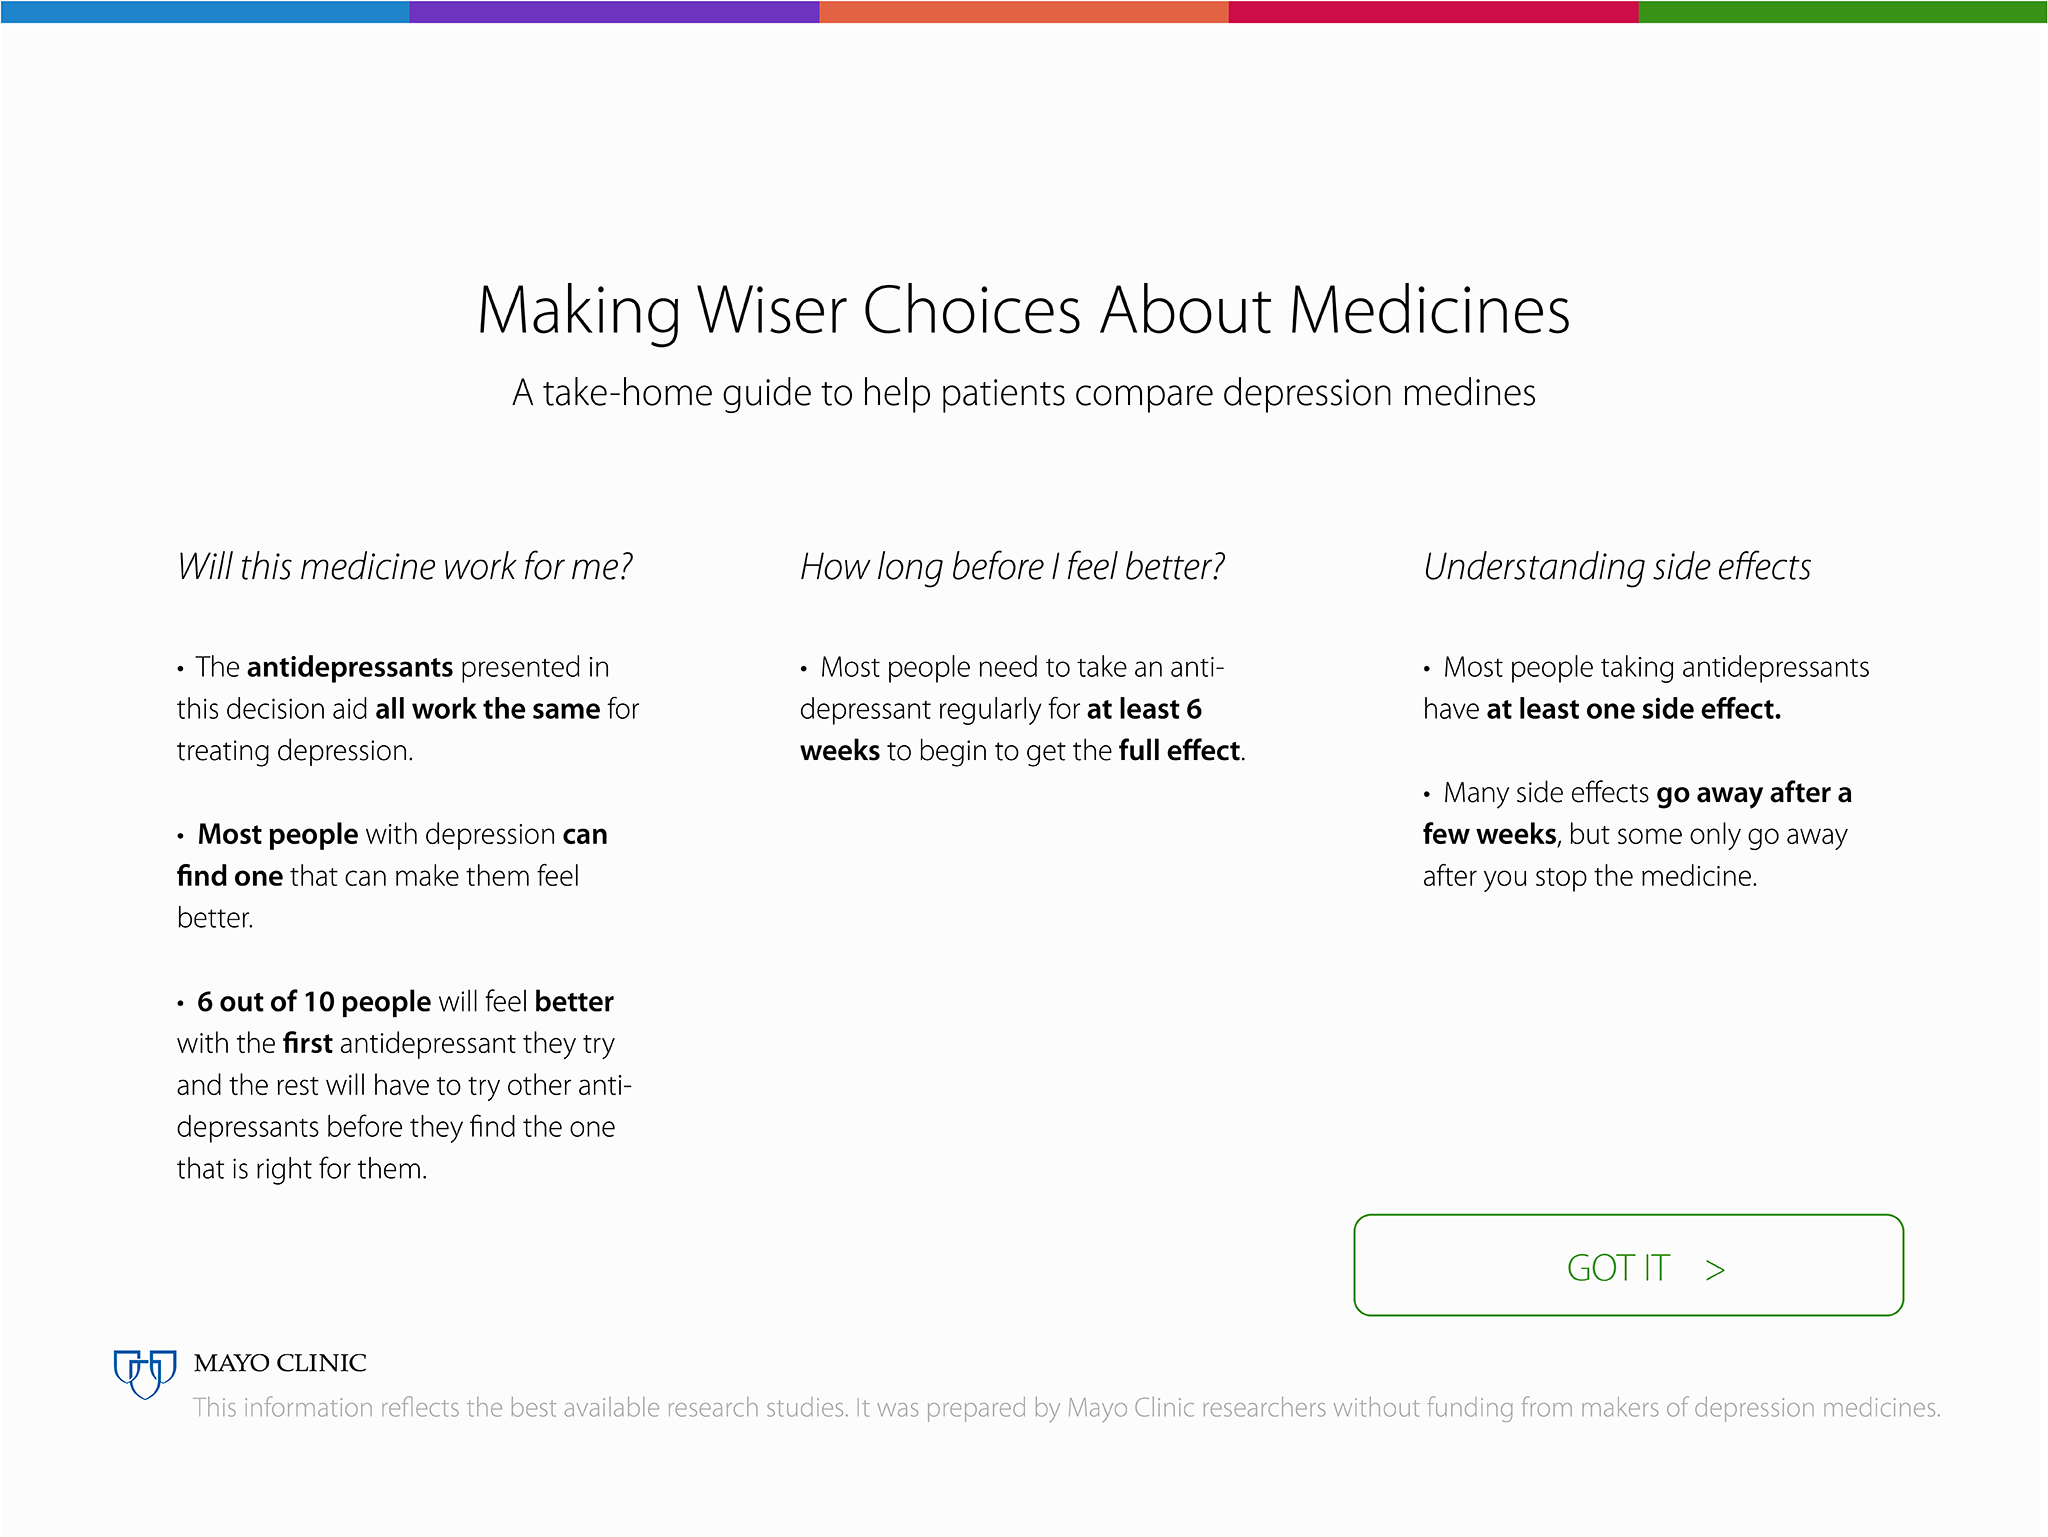 Making Wiser Choices About Medicines
A take-home guide to help patients compare depression medines
Will this medicine work for me?
• The antidepressants presented in
this decision aid all work the same for
treating depression.
• Most people with depression can
find one that can make them feel
better.
• 6 out of 10 people will feel better
with the first antidepressant they try
and the rest will have to try other anti-
depressants before they find the one
that is right for them.
How long before I feel better?
• Most people need to take an anti-
depressant regularly for at least 6
weeks to begin to get the full effect.
Understanding side effects
• Most people taking antidepressants
have at least one side effect.
• Many side effects go away after a
few weeks, but some only go away
after you stop the medicine.
GOT IT >
MAYO CLINIC
This information reflects the best available research studies. It was prepared by Mayo Clinic researchers without funding from makers of depression medicines.